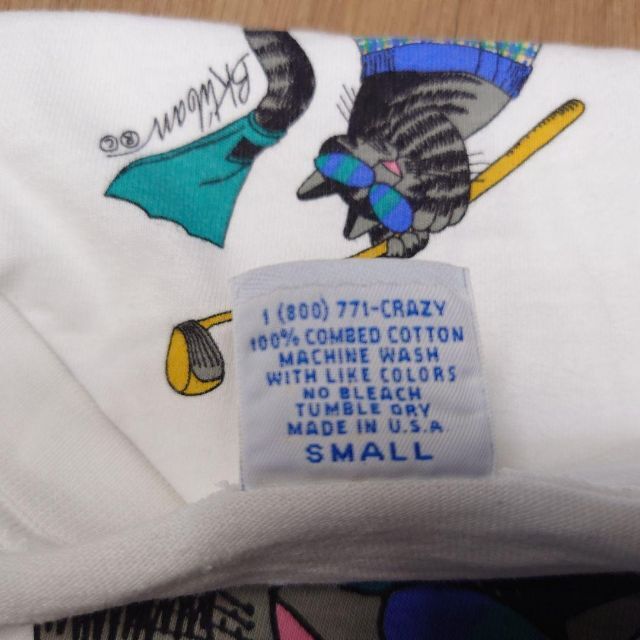 BKliban ©®
1 (800) 771-CRAZY
100% COMBED COTTON
MACHINE WASH
WITH LIKE COLORS
NO BLEACH
TUMBLE DRY
MADE IN U.S.A
SMALL